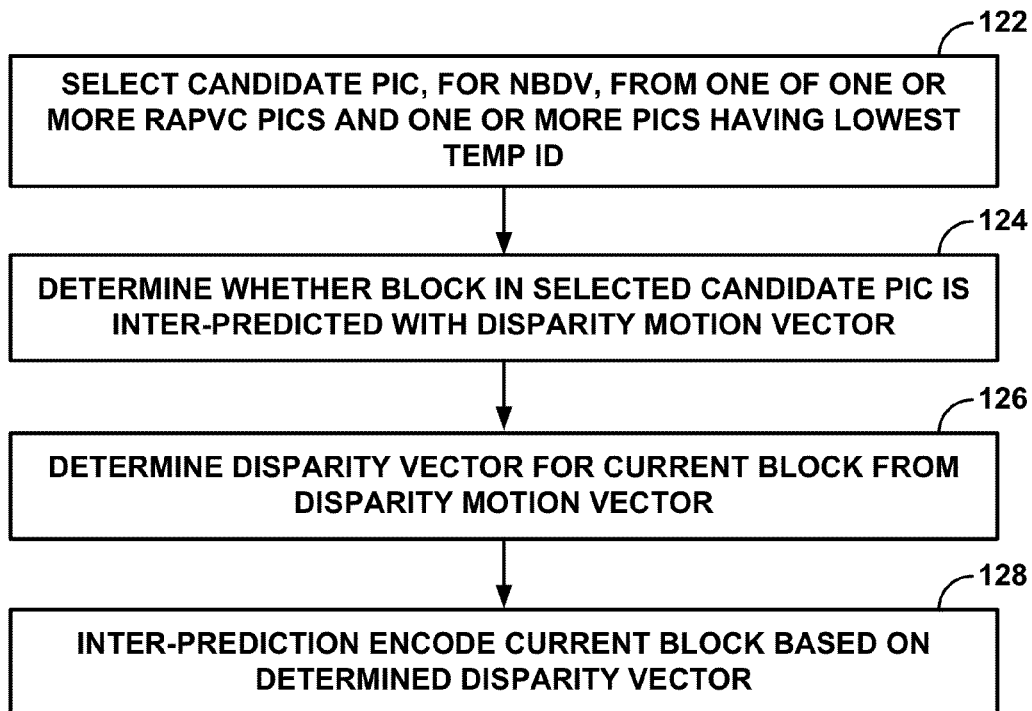 122
SELECT CANDIDATE PIC, FOR NBDV, FROM ONE OF ONE OR
MORE RAPVC PICS AND ONE OR MORE PICS HAVING LOWEST
TEMP ID
124
DETERMINE WHETHER BLOCK IN SELECTED CANDIDATE PIC IS
INTER-PREDICTED WITH DISPARITY MOTION VECTOR
126
DETERMINE DISPARITY VECTOR FOR CURRENT BLOCK FROM
DISPARITY MOTION VECTOR
128
INTER-PREDICTION ENCODE CURRENT BLOCK BASED ON
DETERMINED DISPARITY VECTOR